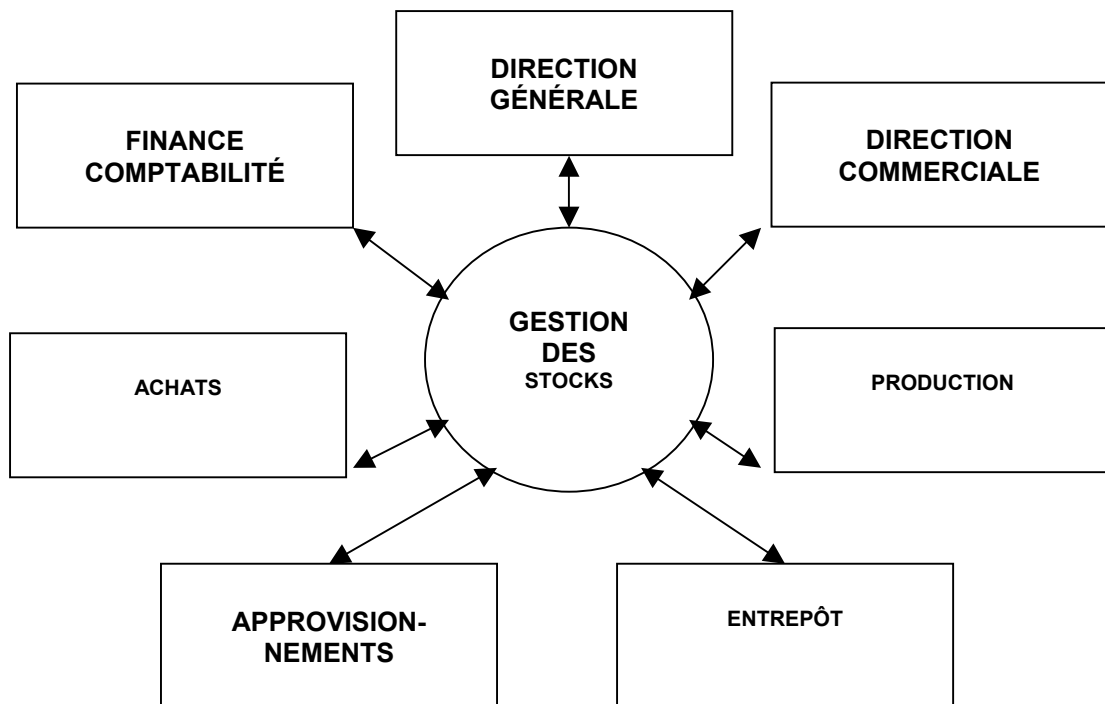 DIRECTION
GÉNÉRALE
FINANCE
COMPTABILITÉ
DIRECTION
COMMERCIALE
GESTION
DES
STOCKS
ACHATS
PRODUCTION
APPROVISION-
NEMENTS
ENTREPÔT